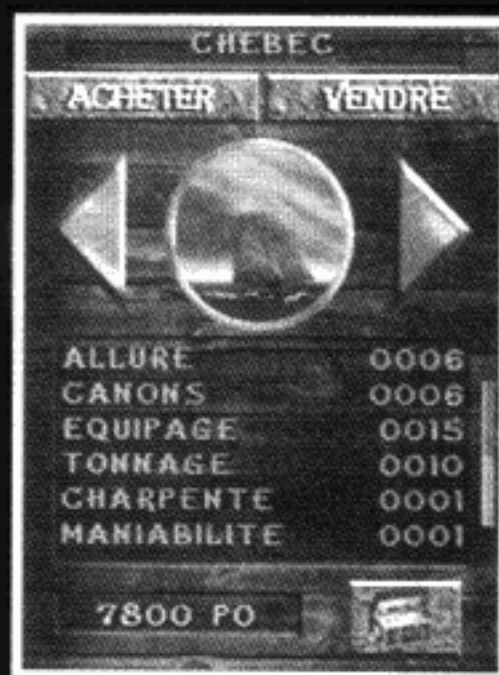 CHEBEC
ACHETER VENDRE
ALLURE 0006
CANONS 0006
EQUIPAGE 0015
TONNAGE 0010
CHARPENTE 0001
MANIABILITE 0001
7800 PO